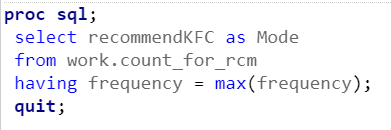 proc sql;
select recommendKFC as Mode
from work.count_for_rcm
having frequency = max(frequency);
quit;